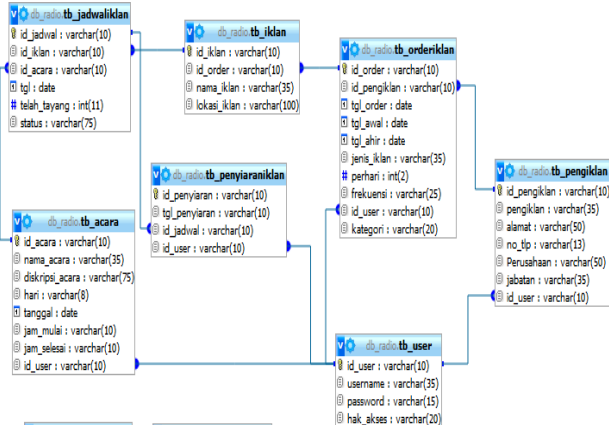 db_radio.tb_jadwaliklan
id_jadwal : varchar(10)
id_iklan : varchar(10)
id_acara : varchar(10)
tgl : date
# telah_tayang : int(11)
status : varchar(75)
db_radio.tb_iklan
id_iklan : varchar(10)
id_order : varchar(10)
nama_iklan : varchar(35)
lokasi_iklan : varchar(100)
db_radio.tb_orderiklan
id_order : varchar(10)
id_pengiklan : varchar(10)
tgl_order : date
tgl_awal : date
tgl_ahir : date
jenis_iklan : varchar(35)
# perhari : int(2)
frekuensi : varchar(25)
id_user : varchar(10)
kategori : varchar(20)
db_radio.tb_pengiklan
id_pengiklan : varchar(10)
pengiklan : varchar(35)
alamat : varchar(50)
no_tlp : varchar(13)
Perusahaan : varchar(50)
jabatan : varchar(35)
id_user : varchar(10)
db_radio.tb_penyiaraniklan
id_penyiaran : varchar(10)
tgl_penyiaran : varchar(10)
id_jadwal : varchar(10)
id_user : varchar(10)
db_radio.tb_acara
id_acara : varchar(10)
nama_acara : varchar(35)
diskripsi_acara : varchar(75)
hari : varchar(8)
tanggal : date
jam_mulai : varchar(10)
jam_selesai : varchar(10)
id_user : varchar(10)
db_radio.tb_user
id_user : varchar(10)
username : varchar(35)
password : varchar(15)
hak_akses : varchar(20)